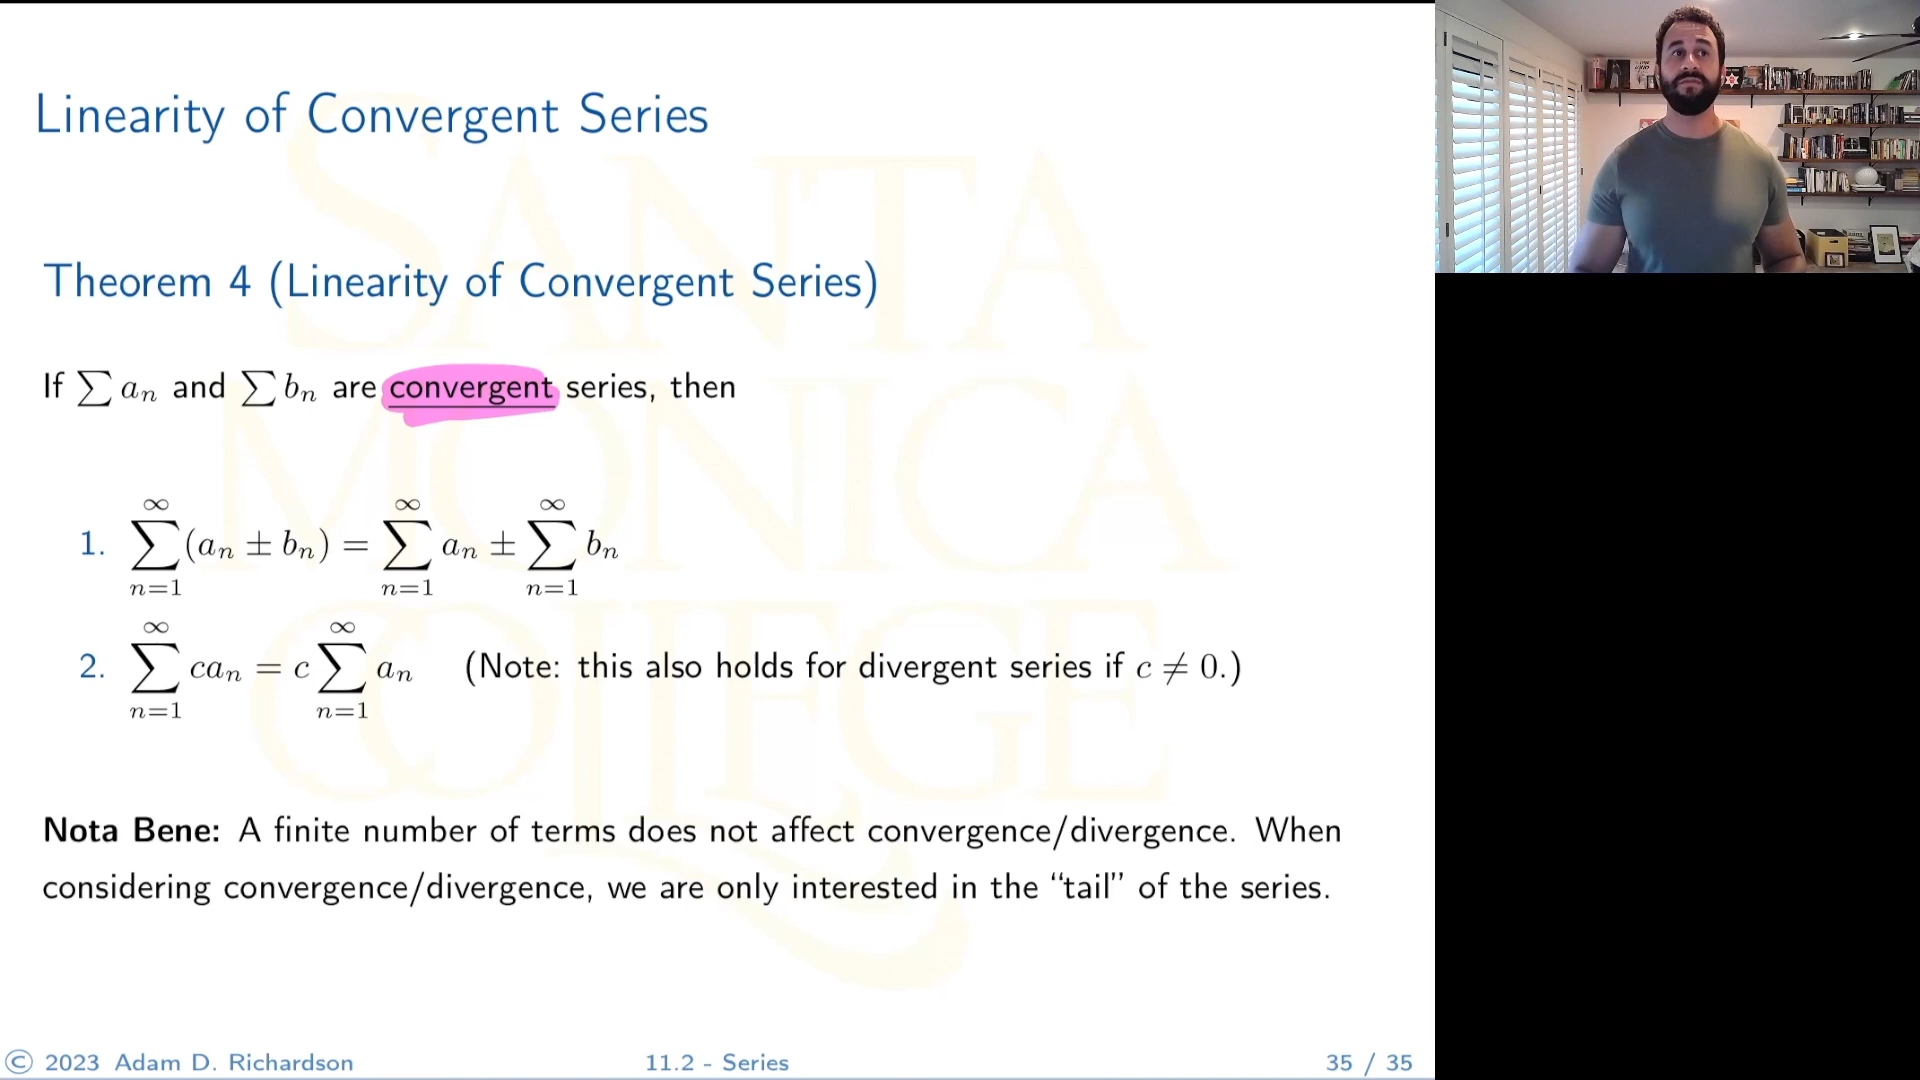 Linearity of Convergent Series
Theorem 4 (Linearity of Convergent Series)
If ∑ aₙ and ∑ bₙ are convergent series, then
1. ∑_{n=1}^{∞} (aₙ ± bₙ) = ∑_{n=1}^{∞} aₙ ± ∑_{n=1}^{∞} bₙ
2. ∑_{n=1}^{∞} caₙ = c ∑_{n=1}^{∞} aₙ (Note: this also holds for divergent series if c ≠ 0.)
Nota Bene: A finite number of terms does not affect convergence/divergence. When
considering convergence/divergence, we are only interested in the “tail” of the series.
© 2023 Adam D. Richardson 11.2 - Series 35 / 35
SANTA
MONICA
COLLEGE